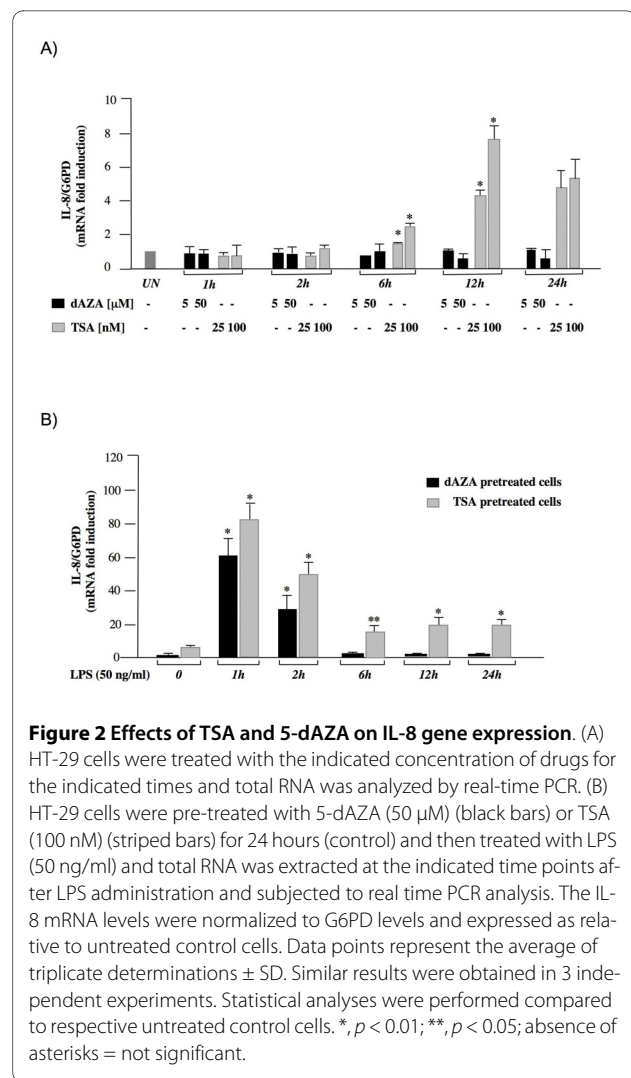 A)
10
8
6
4
2
0
IL-8/G6PD
(mRNA fold induction)
* * * *
UN 1h 2h 6h 12h 24h
dAZA [µM] - 5 50 - - 5 50 - - 5 50 - - 5 50 - - 5 50 - -
TSA [nM] - - - 25 100 - - 25 100 - - 25 100 - - 25 100 - - 25 100
B)
120
100
80
60
40
20
0
IL-8/G6PD
(mRNA fold induction)
dAZA pretreated cells
TSA pretreated cells
* * * * ** * *
LPS (50 ng/ml) 0 1h 2h 6h 12h 24h
Figure 2 Effects of TSA and 5-dAZA on IL-8 gene expression. (A)
HT-29 cells were treated with the indicated concentration of drugs for
the indicated times and total RNA was analyzed by real-time PCR. (B)
HT-29 cells were pre-treated with 5-dAZA (50 µM) (black bars) or TSA
(100 nM) (striped bars) for 24 hours (control) and then treated with LPS
(50 ng/ml) and total RNA was extracted at the indicated time points af-
ter LPS administration and subjected to real time PCR analysis. The IL-
8 mRNA levels were normalized to G6PD levels and expressed as rela-
tive to untreated control cells. Data points represent the average of
triplicate determinations ± SD. Similar results were obtained in 3 inde-
pendent experiments. Statistical analyses were performed compared
to respective untreated control cells. *, p < 0.01; **, p < 0.05; absence of
asterisks = not significant.